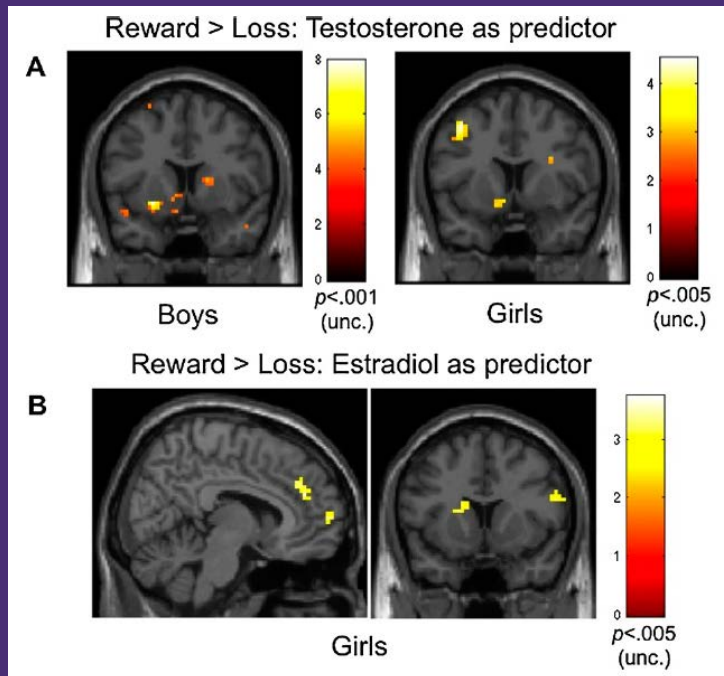 Reward > Loss: Testosterone as predictor
A
8
6
4
2
0
p<.001
(unc.)
Boys
4
3
2
1
0
p<.005
(unc.)
Girls
Reward > Loss: Estradiol as predictor
B
3
2
1
0
p<.005
(unc.)
Girls